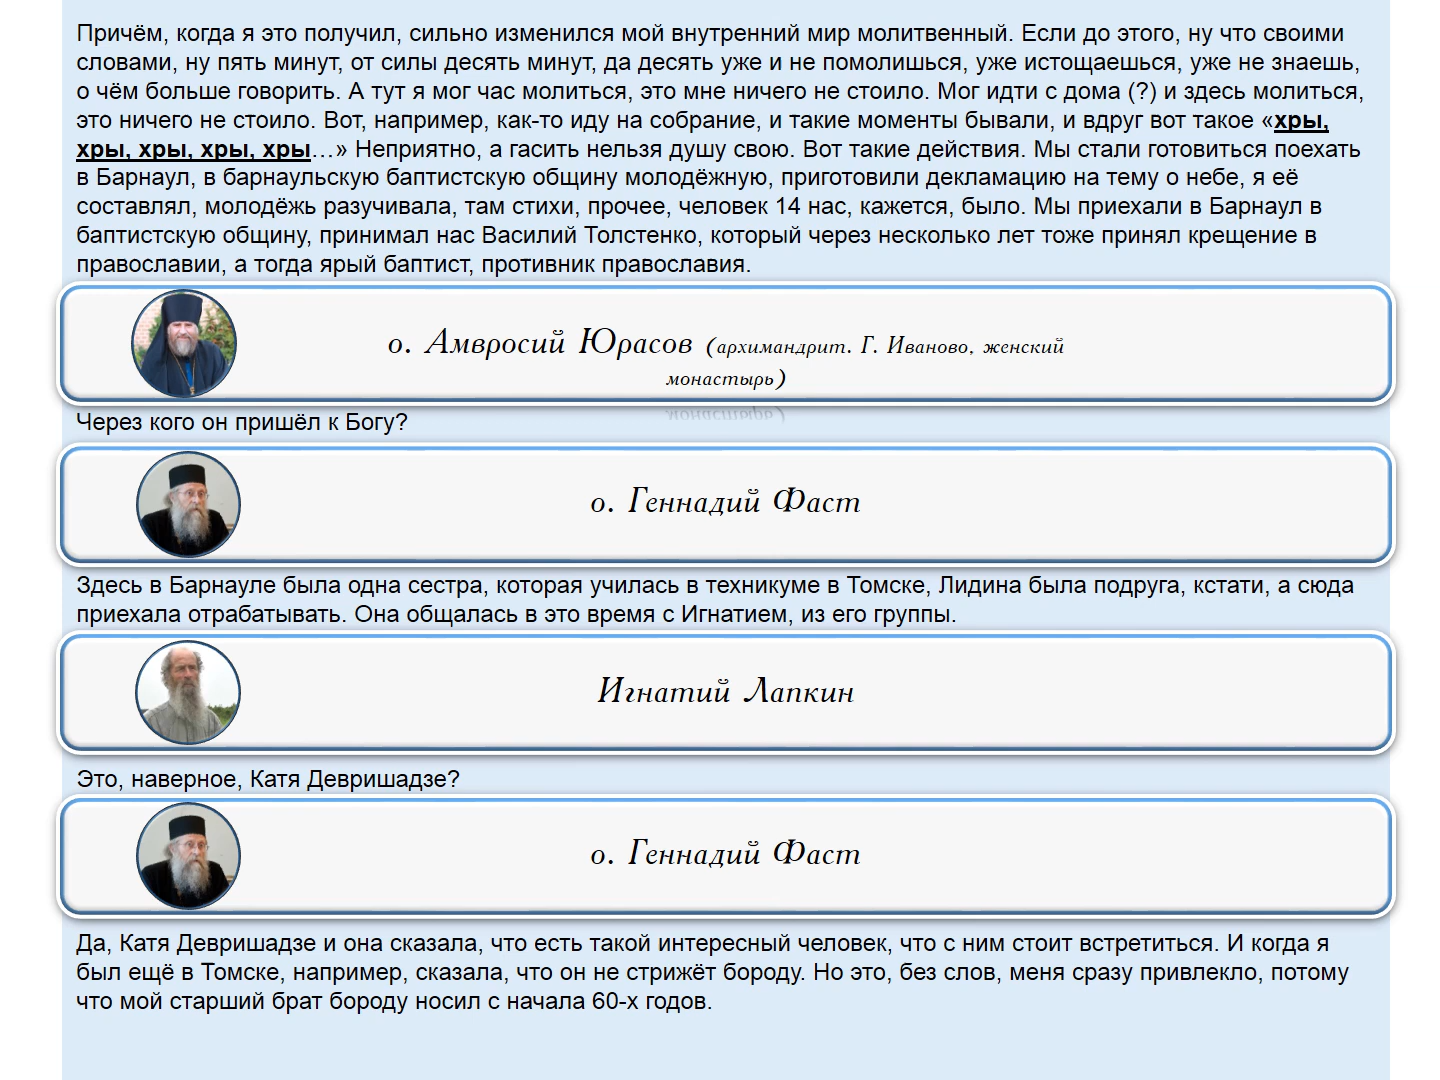 Причём, когда я это получил, сильно изменился мой внутренний мир молитвенный. Если до этого, ну что своими
словами, ну пять минут, от силы десять минут, да десять уже и не помолишься, уже истощаешься, уже не знаешь,
о чём больше говорить. А тут я мог час молиться, это мне ничего не стоило. Мог идти с дома (?) и здесь молиться,
это ничего не стоило. Вот, например, как-то иду на собрание, и такие моменты бывали, и вдруг вот такое «хры,
хры, хры, хры, хры…» Неприятно, а гасить нельзя душу свою. Вот такие действия. Мы стали готовиться поехать
в Барнаул, в барнаульскую баптистскую общину молодёжную, приготовили декламацию на тему о небе, я её
составлял, молодёжь разучивала, там стихи, прочее, человек 14 нас, кажется, было. Мы приехали в Барнаул в
баптистскую общину, принимал нас Василий Толстенко, который через несколько лет тоже принял крещение в
православии, а тогда ярый баптист, противник православия.
о. Амвросий Юрасов (архимандрит. Г. Иваново, женский
монастырь)
Через кого он пришёл к Богу?
о. Геннадий Фаст
Здесь в Барнауле была одна сестра, которая училась в техникуме в Томске, Лидина была подруга, кстати, а сюда
приехала отрабатывать. Она общалась в это время с Игнатием, из его группы.
Игнатий Лапкин
Это, наверное, Катя Девришадзе?
о. Геннадий Фаст
Да, Катя Девришадзе и она сказала, что есть такой интересный человек, что с ним стоит встретиться. И когда я
был ещё в Томске, например, сказала, что он не стрижёт бороду. Но это, без слов, меня сразу привлекло, потому
что мой старший брат бороду носил с начала 60-х годов.